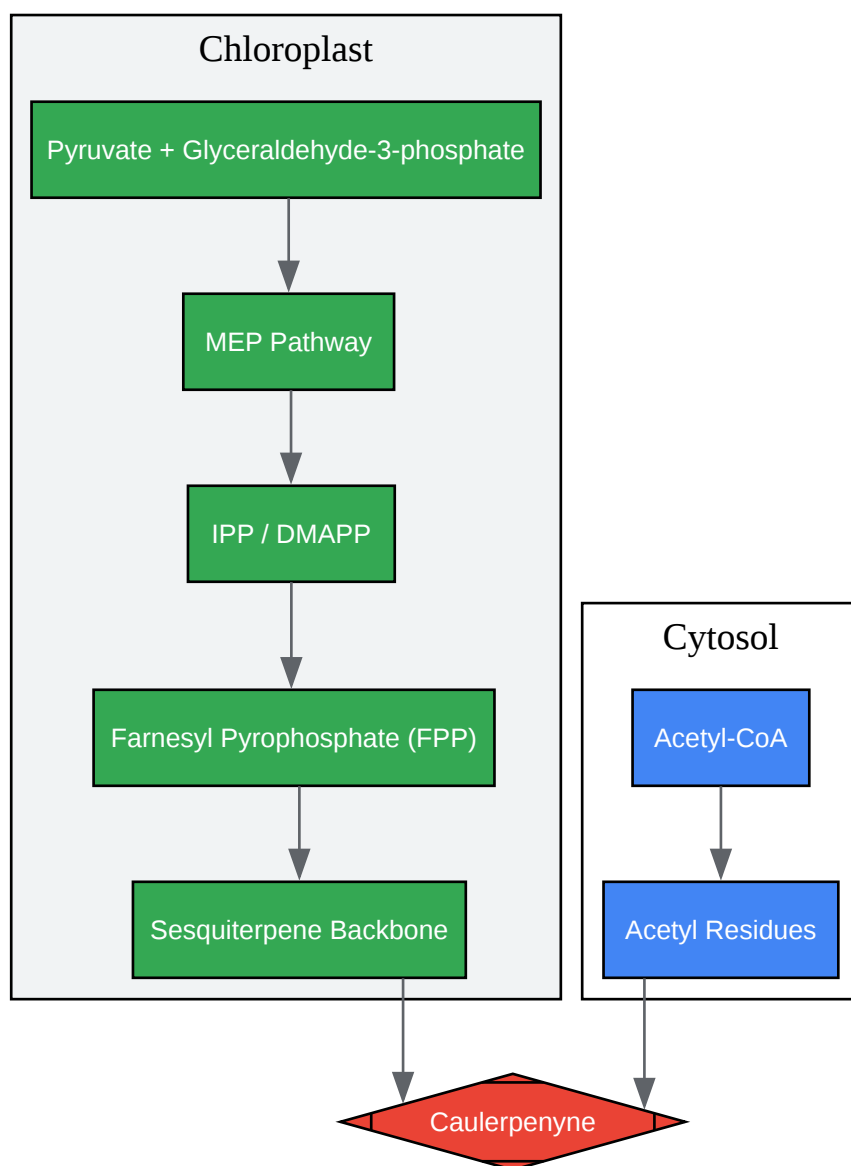 Chloroplast
Pyruvate + Glyceraldehyde-3-phosphate
MEP Pathway
IPP / DMAPP
Farnesyl Pyrophosphate (FPP)
Sesquiterpene Backbone
Cytosol
Acetyl-CoA
Acetyl Residues
Caulerpenyne